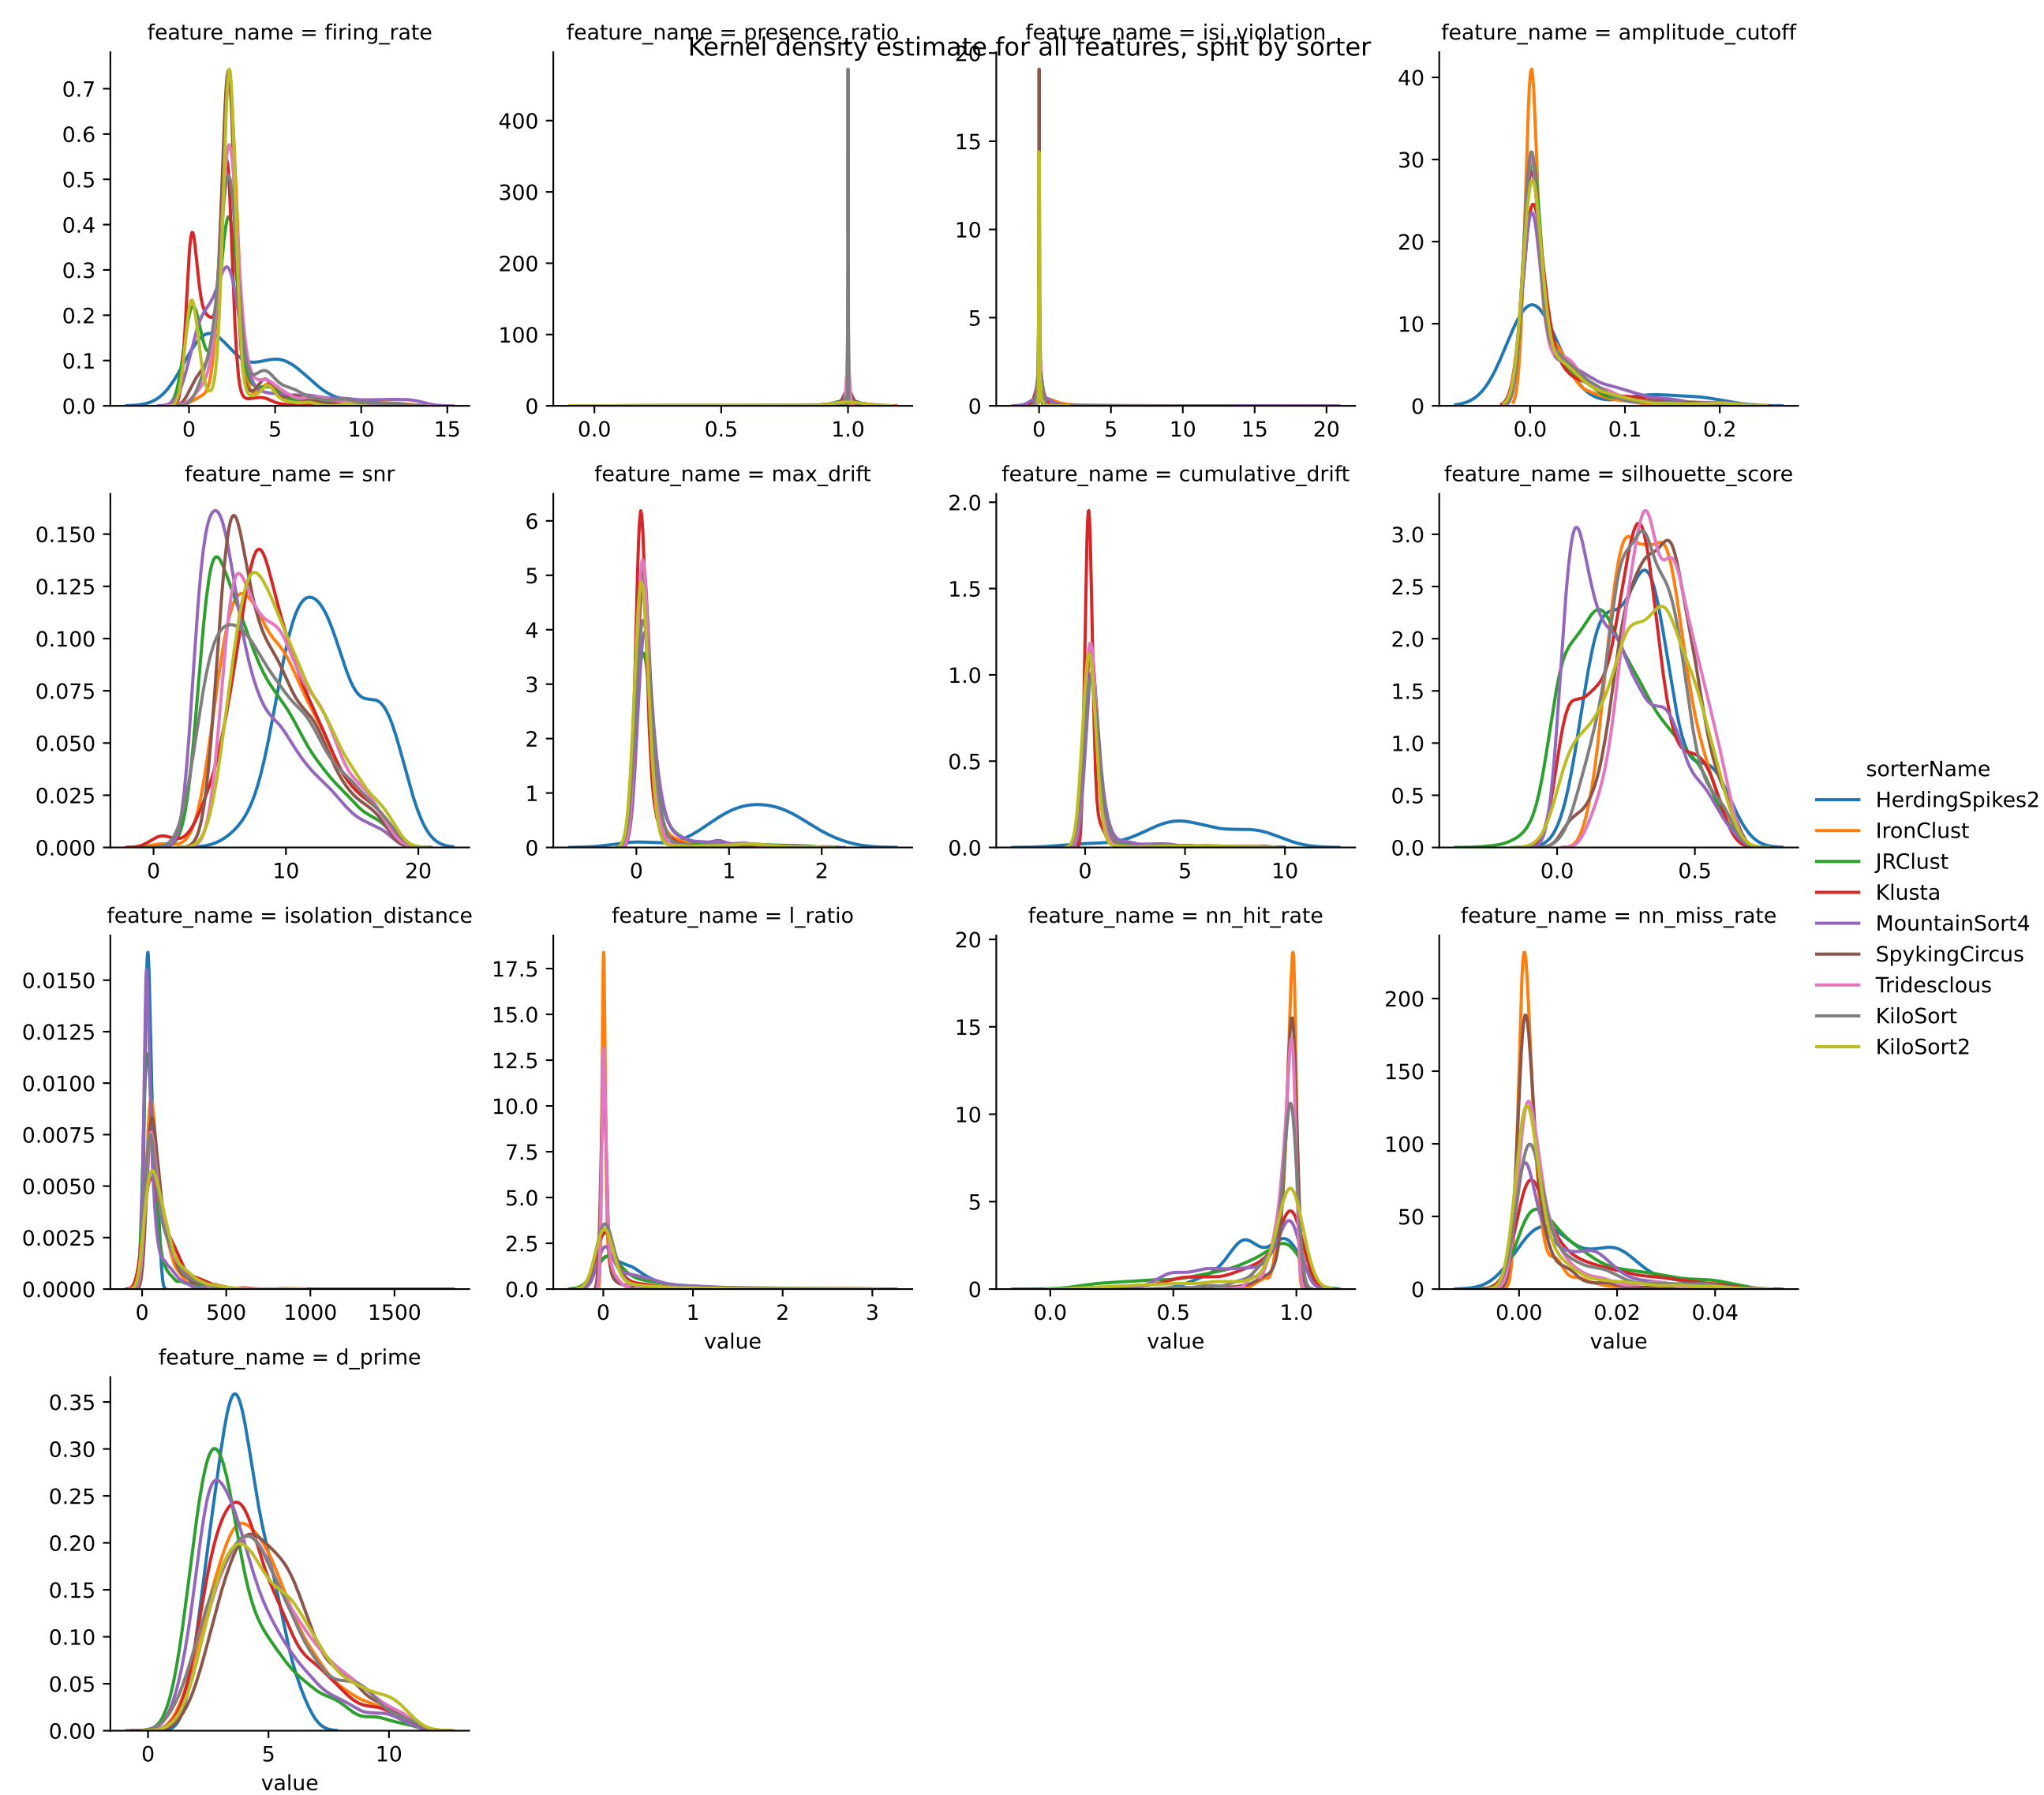 Kernel density estimate for all features, split by sorter
feature_name = firing_rate
0.7
0.6
0.5
0.4
0.3
0.2
0.1
0.0
0 5 10 15
feature_name = presence_ratio
400
300
200
100
0
0.0 0.5 1.0
feature_name = isi_violation
20
15
10
5
0
0 5 10 15 20
feature_name = amplitude_cutoff
40
30
20
10
0
0.0 0.1 0.2
feature_name = snr
0.150
0.125
0.100
0.075
0.050
0.025
0.000
0 10 20
feature_name = max_drift
6
5
4
3
2
1
0
0 1 2
feature_name = cumulative_drift
2.0
1.5
1.0
0.5
0.0
0 5 10
feature_name = silhouette_score
3.0
2.5
2.0
1.5
1.0
0.5
0.0
0.0 0.5
feature_name = isolation_distance
0.0150
0.0125
0.0100
0.0075
0.0050
0.0025
0.0000
0 500 1000 1500
feature_name = l_ratio
17.5
15.0
12.5
10.0
7.5
5.0
2.5
0.0
0 1 2 3
value
feature_name = nn_hit_rate
20
15
10
5
0
0.0 0.5 1.0
value
feature_name = nn_miss_rate
200
150
100
50
0
0.00 0.02 0.04
value
feature_name = d_prime
0.35
0.30
0.25
0.20
0.15
0.10
0.05
0.00
0 5 10
value
sorterName
HerdingSpikes2
IronClust
JRClust
Klusta
MountainSort4
SpykingCircus
Tridesclous
KiloSort
KiloSort2